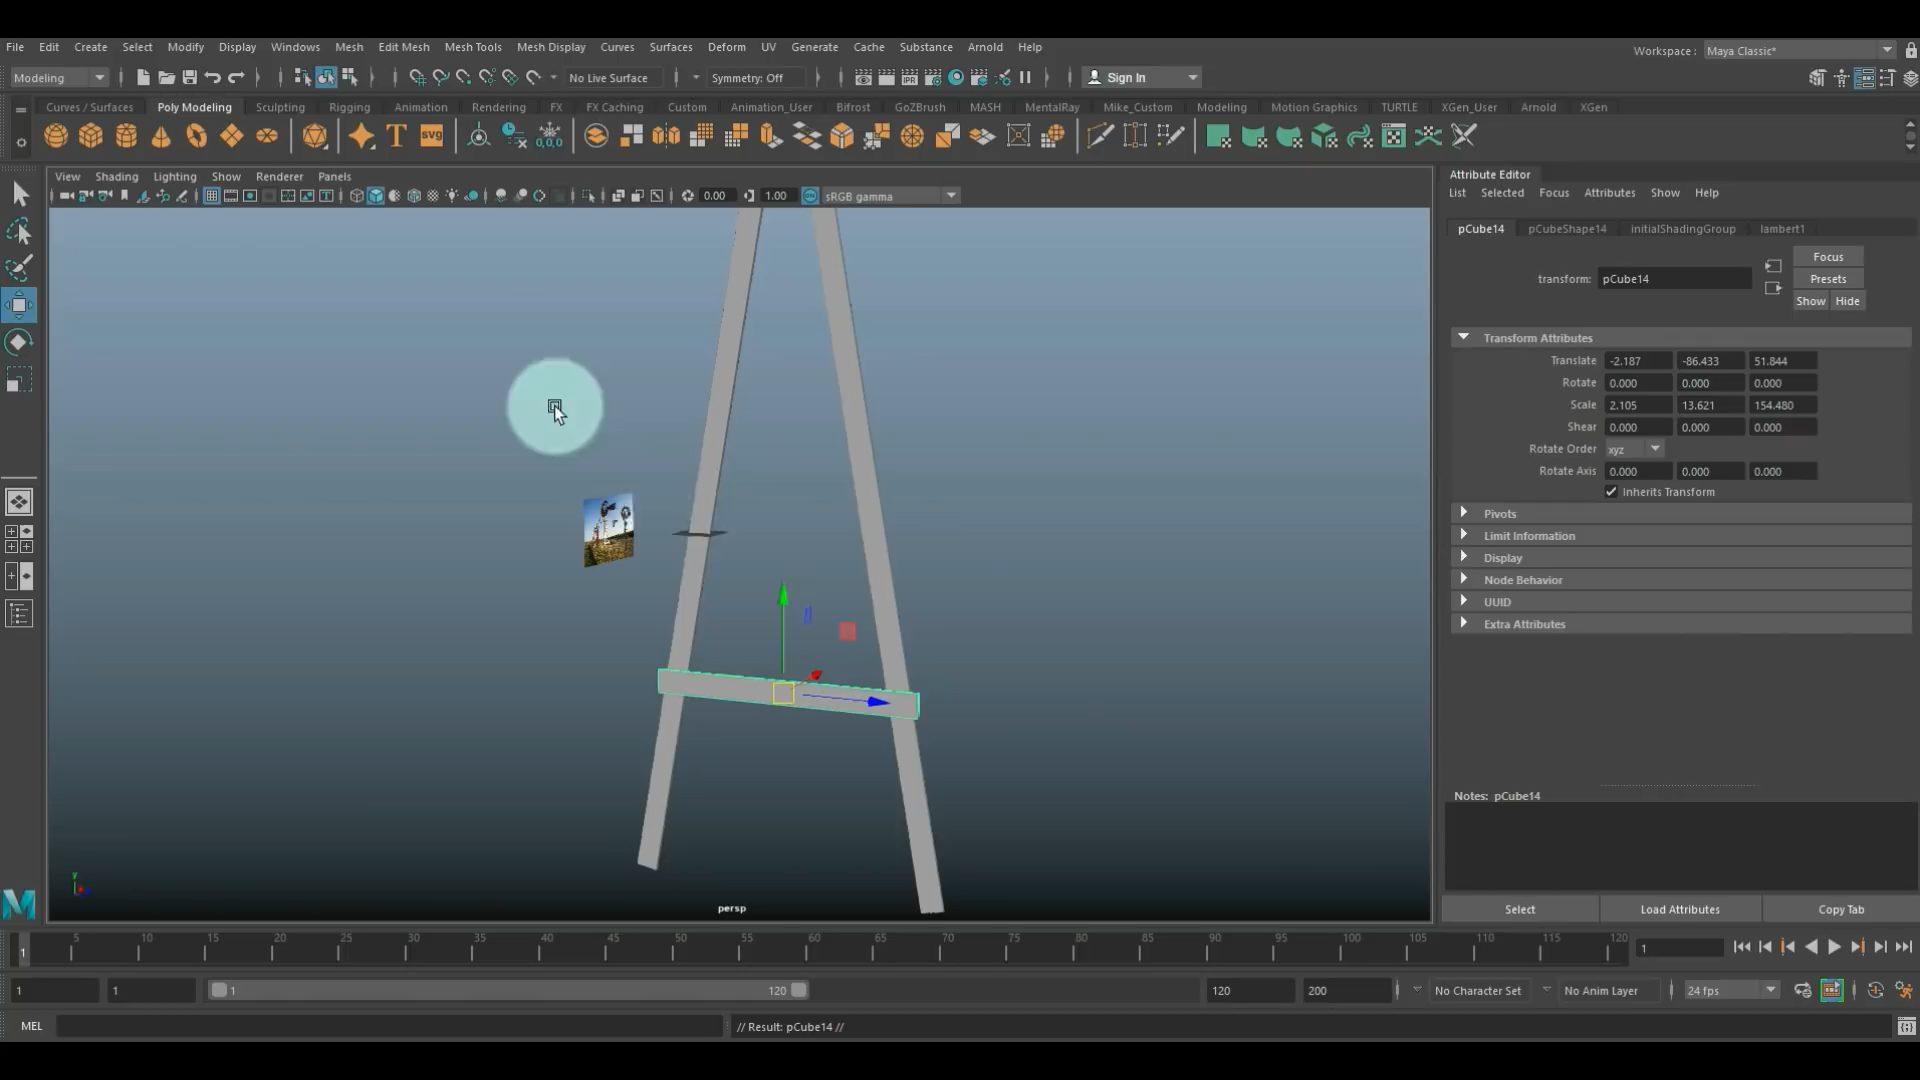 File Edit Create Select Modify Display Windows Mesh Edit Mesh Mesh Tools Mesh Display Curves Surfaces Deform UV Generate Cache Substance Arnold Help
Workspace : Maya Classic*
Modeling No Live Surface Symmetry: Off Sign In
Curves / Surfaces Poly Modeling Sculpting Rigging Animation Rendering FX FX Caching Custom Animation_User Bifrost GoZBrush MASH MentalRay Mike_Custom Modeling Motion Graphics TURTLE XGen_User Arnold XGen
T svg 0,0,0 IPR
View Shading Lighting Show Renderer Panels
0.00 1.00 sRGB gamma
Attribute Editor
List Selected Focus Attributes Show Help
pCube14 pCubeShape14 initialShadingGroup lambert1
Focus
transform: pCube14 Presets
Show Hide
Transform Attributes
Translate -2.187 -86.433 51.844
Rotate 0.000 0.000 0.000
Scale 2.105 13.621 154.480
Shear 0.000 0.000 0.000
Rotate Order xyz
Rotate Axis 0.000 0.000 0.000
Inherits Transform
Pivots
Limit Information
Display
Node Behavior
UUID
Extra Attributes
Notes: pCube14
y
persp
Select Load Attributes Copy Tab
1 5 10 15 20 25 30 35 40 45 50 55 60 65 70 75 80 85 90 95 100 105 110 115 120 1
1 1 1 120 120 200 No Character Set No Anim Layer 24 fps
MEL // Result: pCube14 //